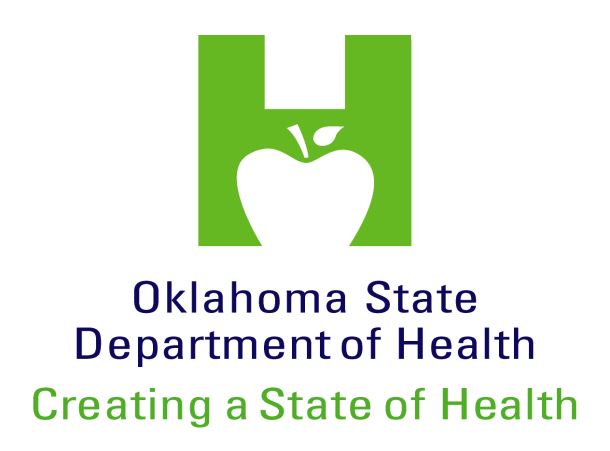 Oklahoma State
Department of Health
Creating a State of Health